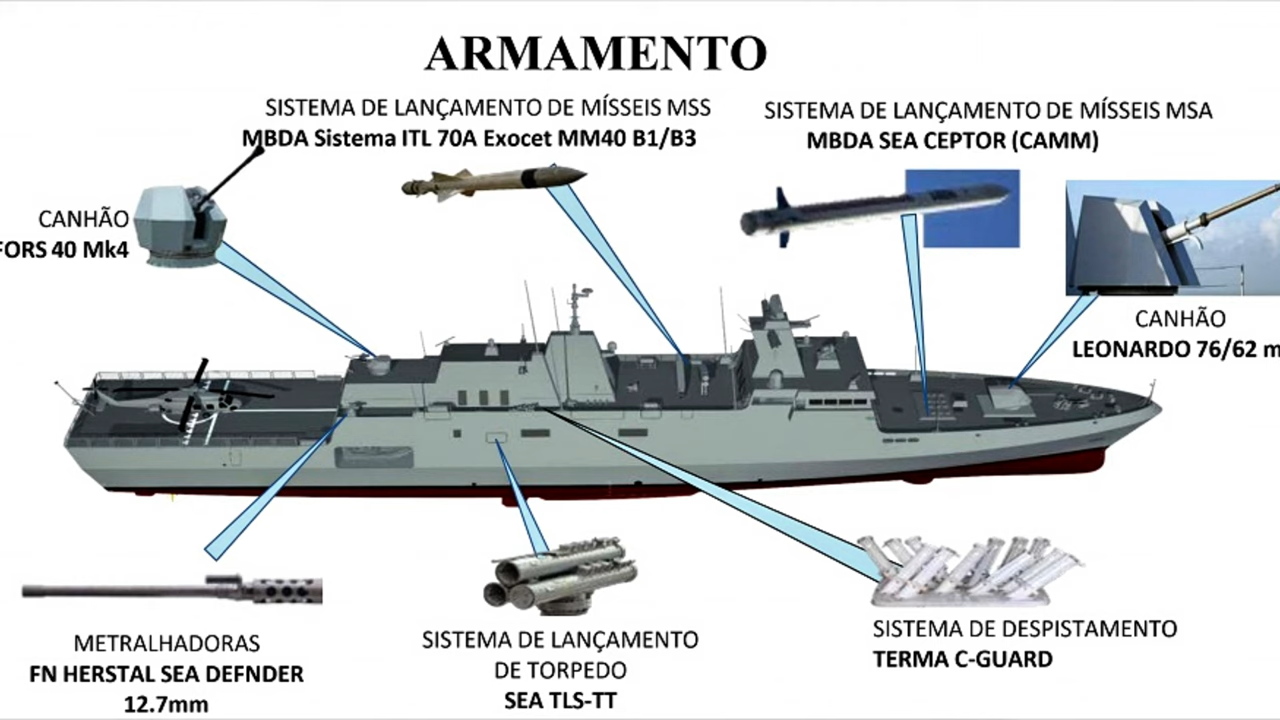 ARMAMENTO
SISTEMA DE LANÇAMENTO DE MÍSSEIS MSS
MBDA Sistema ITL 70A Exocet MM40 B1/B3
SISTEMA DE LANÇAMENTO DE MÍSSEIS MSA
MBDA SEA CEPTOR (CAMM)
CANHÃO
FORS 40 Mk4
CANHÃO
LEONARDO 76/62 m
METRALHADORAS
FN HERSTAL SEA DEFNDER
12.7mm
SISTEMA DE LANÇAMENTO
DE TORPEDO
SEA TLS-TT
SISTEMA DE DESPISTAMENTO
TERMA C-GUARD